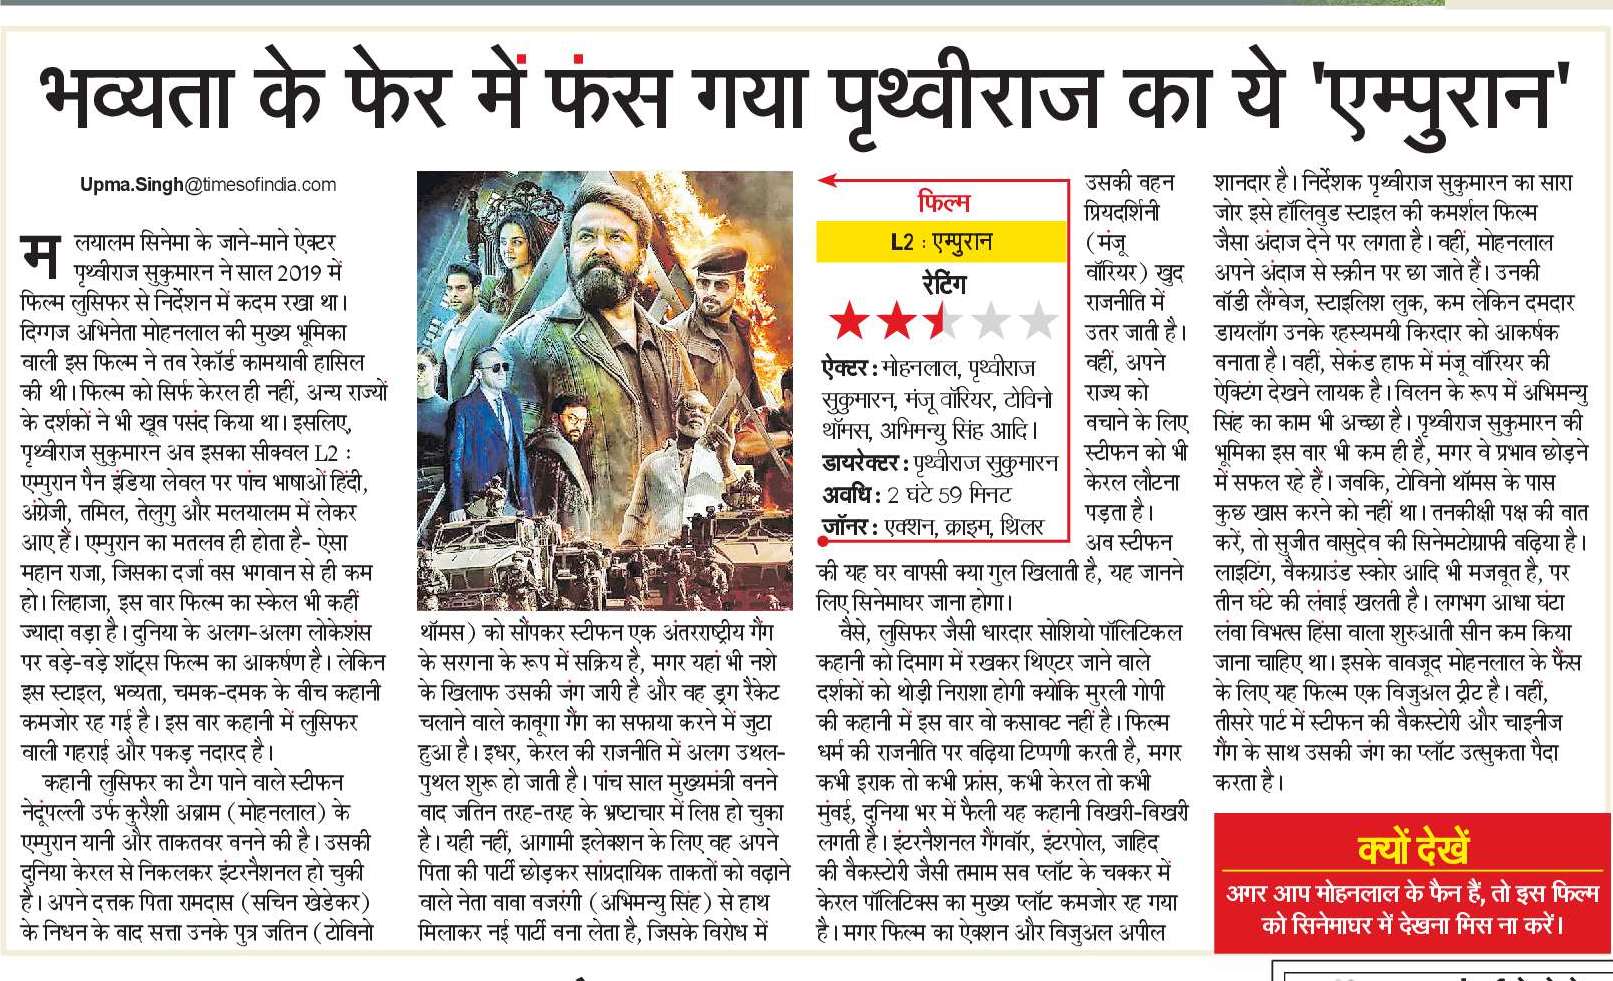 भव्यता के फेर में फंस गया पृथ्वीराज का ये 'एम्पुरान'
Upma.Singh@timesofindia.com
मलयालम सिनेमा के जाने-माने ऐक्टर
पृथ्वीराज सुकुमारन ने साल 2019 में
फिल्म लुसिफर से निर्देशन में कदम रखा था।
दिग्गज अभिनेता मोहनलाल की मुख्य भूमिका
वाली इस फिल्म ने तब रेकॉर्ड कामयाबी हासिल
की थी। फिल्म को सिर्फ केरल ही नहीं, अन्य राज्यों
के दर्शकों ने भी खूब पसंद किया था। इसलिए,
पृथ्वीराज सुकुमारन अब इसका सीक्वल L2 :
एम्पुरान पैन इंडिया लेवल पर पांच भाषाओं हिंदी,
अंग्रेजी, तमिल, तेलुगु और मलयालम में लेकर
आए हैं। एम्पुरान का मतलब ही होता है- ऐसा
महान राजा, जिसका दर्जा बस भगवान से ही कम
हो। लिहाजा, इस बार फिल्म का स्केल भी कहीं
ज्यादा बड़ा है। दुनिया के अलग-अलग लोकेशंस
पर बड़े-बड़े शॉट्स फिल्म का आकर्षण है। लेकिन
इस स्टाइल, भव्यता, चमक-दमक के बीच कहानी
कमजोर रह गई है। इस बार कहानी में लुसिफर
वाली गहराई और पकड़ नदारद है।
कहानी लुसिफर का टैग पाने वाले स्टीफन
नेदूंपल्ली उर्फ कुरैशी अब्राम (मोहनलाल) के
एम्पुरान यानी और ताकतवर बनने की है। उसकी
दुनिया केरल से निकलकर इंटरनैशनल हो चुकी
है। अपने दत्तक पिता रामदास (सचिन खेडेकर)
के निधन के बाद सत्ता उनके पुत्र जतिन (टोविनो
थॉमस) को सौंपकर स्टीफन एक अंतरराष्ट्रीय गैंग
के सरगना के रूप में सक्रिय है, मगर यहां भी नशे
के खिलाफ उसकी जंग जारी है और वह ड्रग रैकेट
चलाने वाले काबूगा गैंग का सफाया करने में जुटा
हुआ है। इधर, केरल की राजनीति में अलग उथल-
पुथल शुरू हो जाती है। पांच साल मुख्यमंत्री बनने
बाद जतिन तरह-तरह के भ्रष्टाचार में लिप्त हो चुका
है। यही नहीं, आगामी इलेक्शन के लिए वह अपने
पिता की पार्टी छोड़कर सांप्रदायिक ताकतों को बढ़ाने
वाले नेता बाबा बजरंगी (अभिमन्यु सिंह) से हाथ
मिलाकर नई पार्टी बना लेता है, जिसके विरोध में
फिल्म
L2 : एम्पुरान
रेटिंग
ऐक्टर : मोहनलाल, पृथ्वीराज
सुकुमारन, मंजू वॉरियर, टोविनो
थॉमस, अभिमन्यु सिंह आदि।
डायरेक्टर : पृथ्वीराज सुकुमारन
अवधि : 2 घंटे 59 मिनट
जॉनर : एक्शन, क्राइम, थ्रिलर
उसकी बहन
प्रियदर्शिनी
(मंजू
वॉरियर) खुद
राजनीति में
उतर जाती है।
वहीं, अपने
राज्य को
बचाने के लिए
स्टीफन को भी
केरल लौटना
पड़ता है।
अब स्टीफन
की यह घर वापसी क्या गुल खिलाती है, यह जानने
लिए सिनेमाघर जाना होगा।
वैसे, लुसिफर जैसी धारदार सोशियो पॉलिटिकल
कहानी को दिमाग में रखकर थिएटर जाने वाले
दर्शकों को थोड़ी निराशा होगी क्योंकि मुरली गोपी
की कहानी में इस बार वो कसावट नहीं है। फिल्म
धर्म की राजनीति पर बढ़िया टिप्पणी करती है, मगर
कभी इराक तो कभी फ्रांस, कभी केरल तो कभी
मुंबई, दुनिया भर में फैली यह कहानी बिखरी-बिखरी
लगती है। इंटरनैशनल गैंगवॉर, इंटरपोल, जाहिद
की बैकस्टोरी जैसी तमाम सब प्लॉट के चक्कर में
केरल पॉलिटिक्स का मुख्य प्लॉट कमजोर रह गया
है। मगर फिल्म का ऐक्शन और विजुअल अपील
शानदार है। निर्देशक पृथ्वीराज सुकुमारन का सारा
जोर इसे हॉलिवुड स्टाइल की कमर्शल फिल्म
जैसा अंदाज देने पर लगता है। वहीं, मोहनलाल
अपने अंदाज से स्क्रीन पर छा जाते हैं। उनकी
बॉडी लैंग्वेज, स्टाइलिश लुक, कम लेकिन दमदार
डायलॉग उनके रहस्यमयी किरदार को आकर्षक
बनाता है। वहीं, सेकंड हाफ में मंजू वॉरियर की
ऐक्टिंग देखने लायक है। विलन के रूप में अभिमन्यु
सिंह का काम भी अच्छा है। पृथ्वीराज सुकुमारन की
भूमिका इस बार भी कम ही है, मगर वे प्रभाव छोड़ने
में सफल रहे हैं। जबकि, टोविनो थॉमस के पास
कुछ खास करने को नहीं था। तनकीक्षी पक्ष की बात
करें, तो सुजीत वासुदेव की सिनेमटोग्राफी बढ़िया है।
लाइटिंग, बैकग्राउंड स्कोर आदि भी मजबूत है, पर
तीन घंटे की लंबाई खलती है। लगभग आधा घंटा
लंबा विभत्स हिंसा वाला शुरुआती सीन कम किया
जाना चाहिए था। इसके बावजूद मोहनलाल के फैंस
के लिए यह फिल्म एक विजुअल ट्रीट है। वहीं,
तीसरे पार्ट में स्टीफन की बैकस्टोरी और चाइनीज
गैंग के साथ उसकी जंग का प्लॉट उत्सुकता पैदा
करता है।
क्यों देखें
अगर आप मोहनलाल के फैन हैं, तो इस फिल्म
को सिनेमाघर में देखना मिस ना करें।